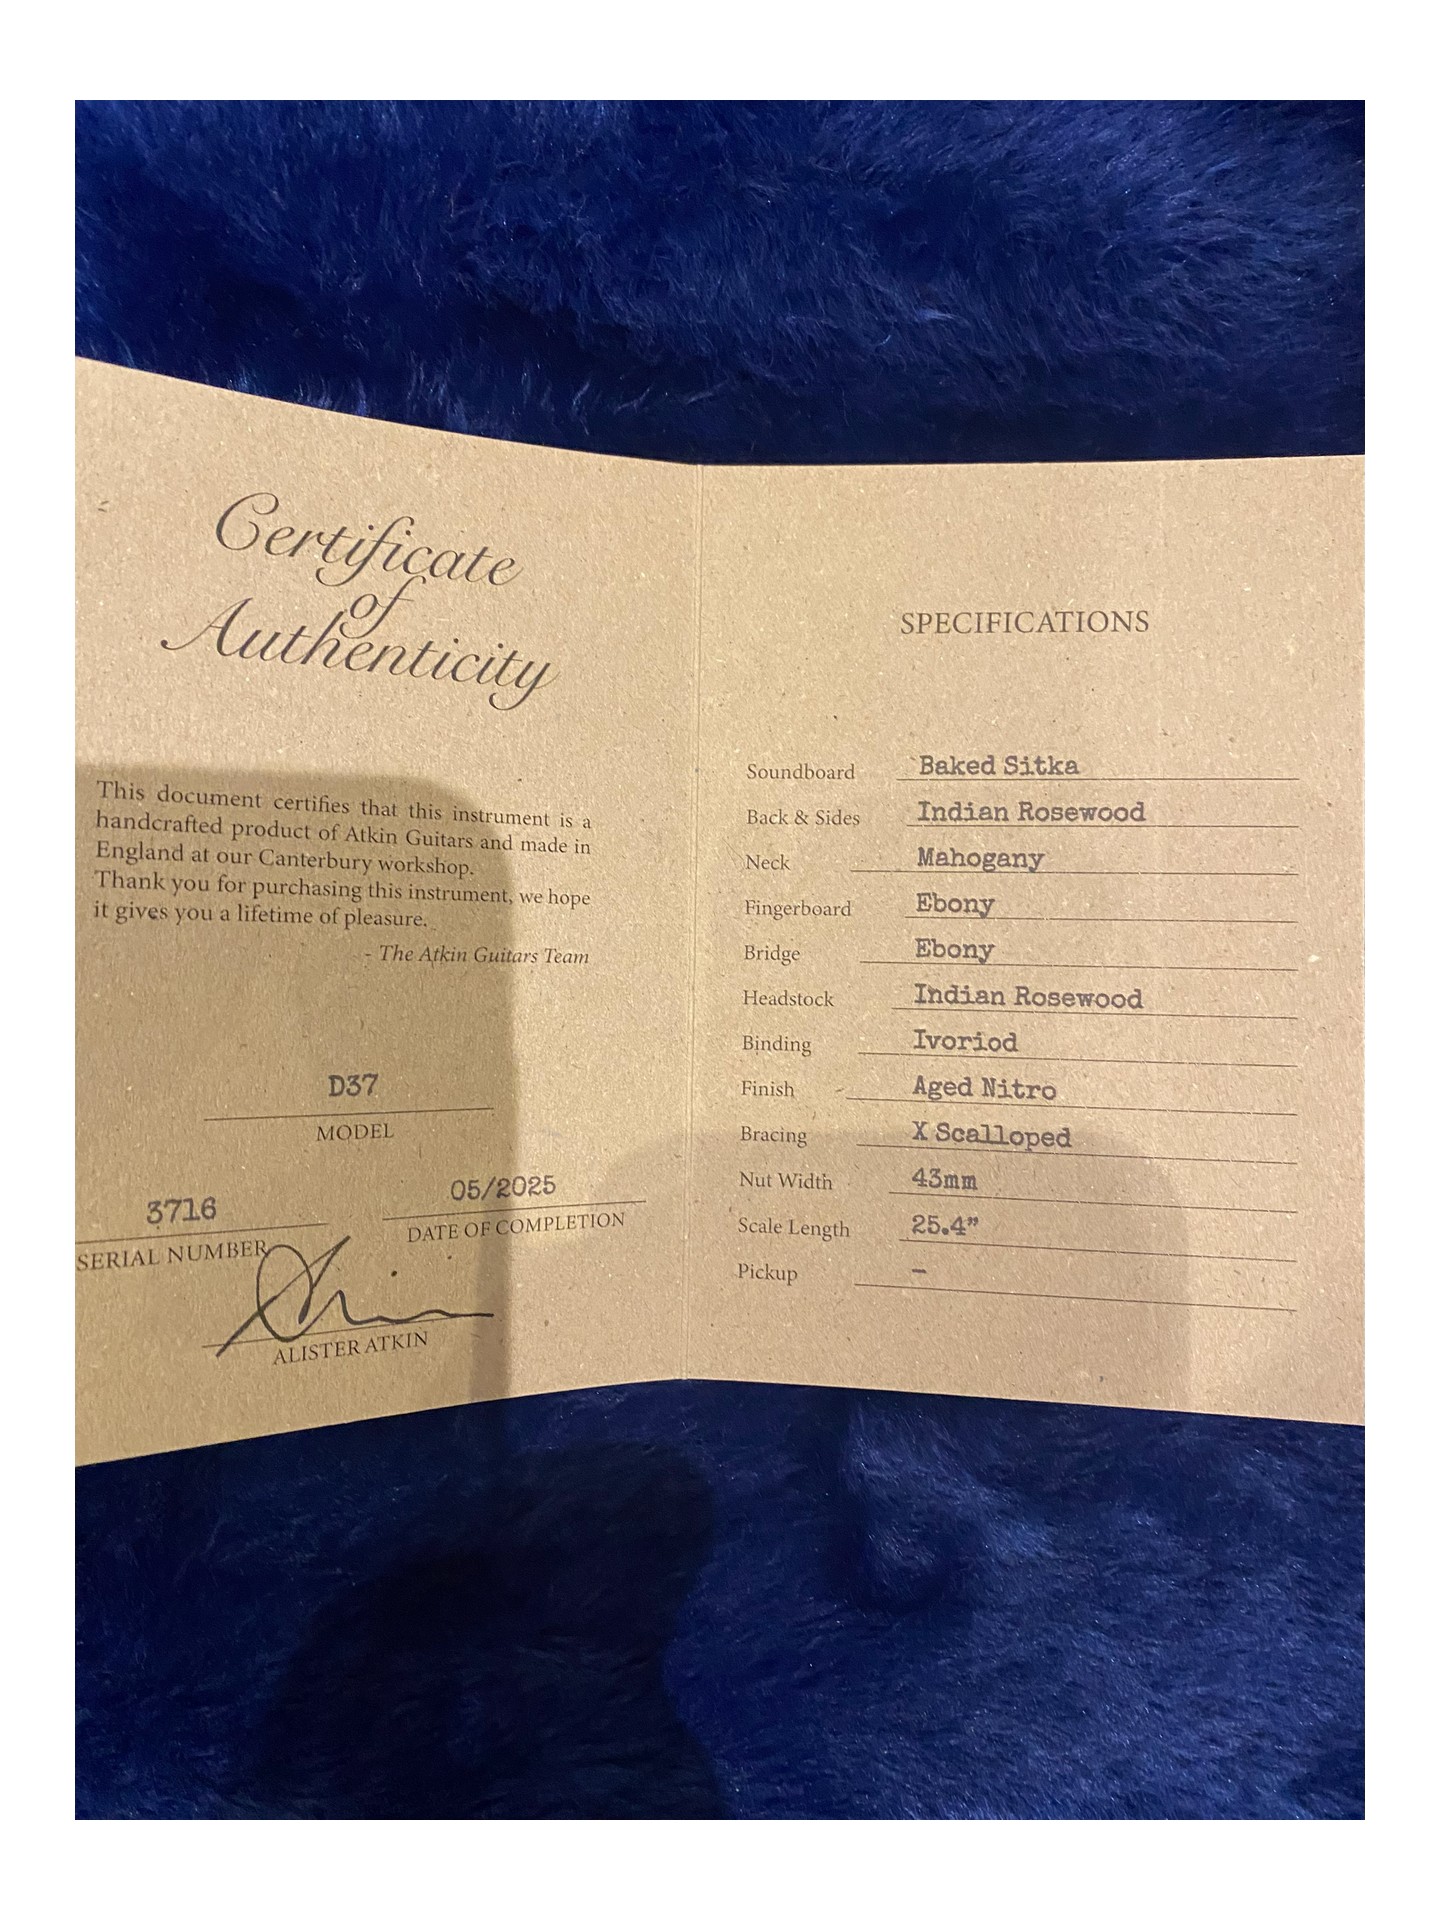 Certificate
of
Authenticity
This document certifies that this instrument is a
handcrafted product of Atkin Guitars and made in
England at our Canterbury workshop.
Thank you for purchasing this instrument, we hope
it gives you a lifetime of pleasure.
- The Atkin Guitars Team
D37
MODEL
3716
SERIAL NUMBER
05/2025
DATE OF COMPLETION
ALISTER ATKIN
SPECIFICATIONS
Soundboard Baked Sitka
Back & Sides Indian Rosewood
Neck Mahogany
Fingerboard Ebony
Bridge Ebony
Headstock Indian Rosewood
Binding Ivoriod
Finish Aged Nitro
Bracing X Scalloped
Nut Width 43mm
Scale Length 25.4”
Pickup –